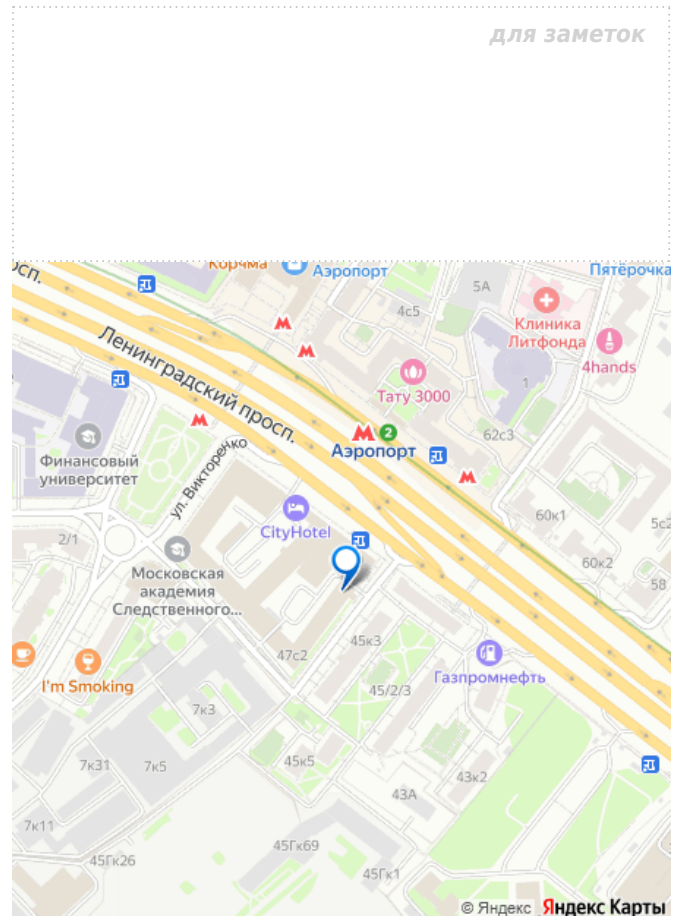 для заметок
Корчма
Аэропорт
Пятёрочка
просп.
5А
4с5
Клиника
Литфонда
4hands
Ленинградский просп.
Тату 3000
1
62с3
2
Аэропорт
Финансовый
университет
ул. Викторенко
CityHotel
60к1
5с2
2/1
60к2
58
Московская
академия
Следственного...
I'm Smoking
47с2
45к3
Газпромнефть
45/2/3
7к3
7к31
7к5
45к5
43к2
43А
7к11
45Гк26
45Гк69
45Гк1
© Яндекс Яндекс Карты